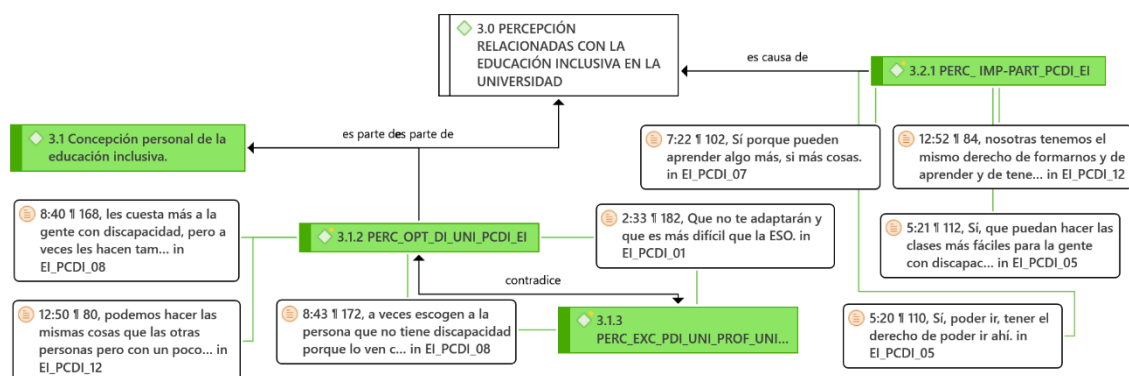 3.0 PERCEPCIÓN
RELACIONADAS CON LA
EDUCACIÓN INCLUSIVA EN LA
UNIVERSIDAD
es causa de
3.2.1 PERC_ IMP-PART_PCDI_EI
3.1 Concepción personal de la
educación inclusiva.
es parte de
es parte de
7:22 ¶ 102, Sí porque pueden
aprender algo más, si más cosas.
in EI_PCDI_07
12:52 ¶ 84, nosotras tenemos el
mismo derecho de formarnos y de
aprender y de tene... in EI_PCDI_12
8:40 ¶ 168, les cuesta más a la
gente con discapacidad, pero a
veces les hacen tam... in
EI_PCDI_08
3.1.2 PERC_OPT_DI_UNI_PCDI_EI
2:33 ¶ 182, Que no te adaptarán y
que es más difícil que la ESO. in
EI_PCDI_01
5:21 ¶ 112, Sí, que puedan hacer las
clases más fáciles para la gente
con discapac... in EI_PCDI_05
contradice
12:50 ¶ 80, podemos hacer las
mismas cosas que las otras
personas pero con un poco... in
EI_PCDI_12
8:43 ¶ 172, a veces escogen a la
persona que no tiene discapacidad
porque lo ven c... in EI_PCDI_08
3.1.3
PERC_EXC_PDI_UNI_PROF_UNI...
5:20 ¶ 110, Sí, poder ir, tener el
derecho de poder ir ahí. in
EI_PCDI_05